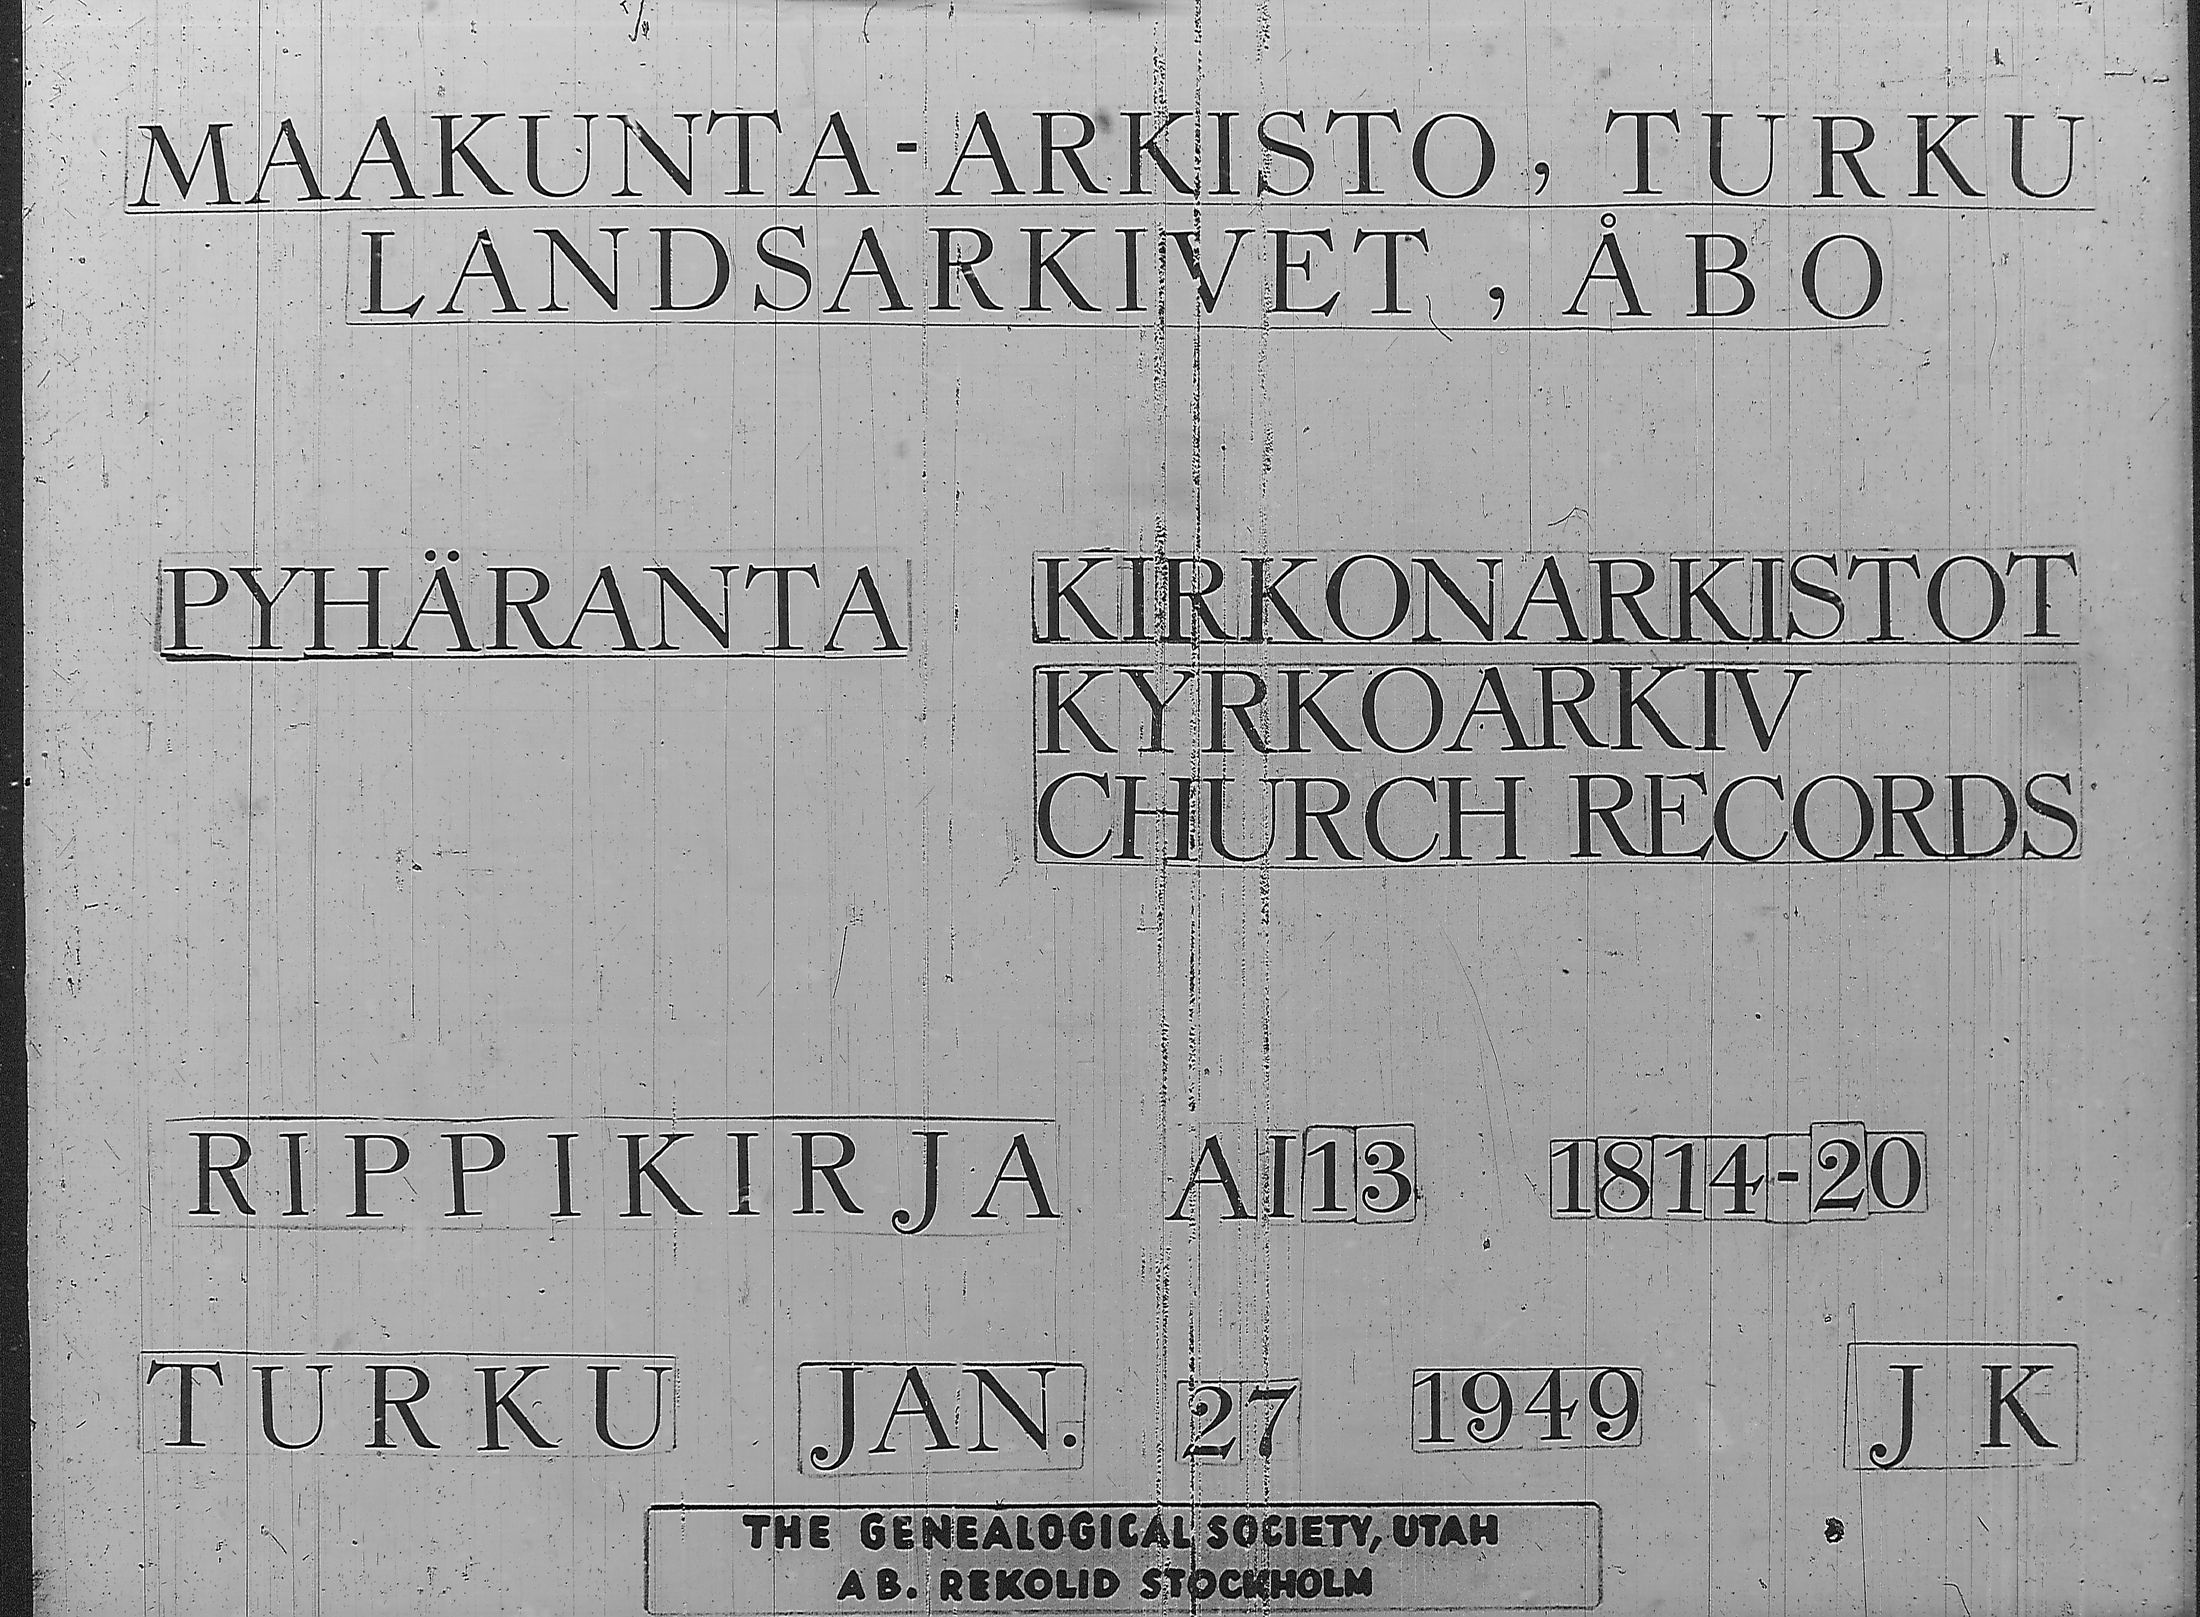 MAAKUNTA-ARKISTO, TURKU
LANDSARKIVET, ÅBO
PYHÄRANTA
KIRKONARKISTOT
KYRKOARKIV
CHURCH RECORDS
RIPPIKIRJA AI13 1814-20
TURKU JAN. 27 1949 J K
THE GENEALOGICAL SOCIETY, UTAH
AB. REKOLID STOCKHOLM